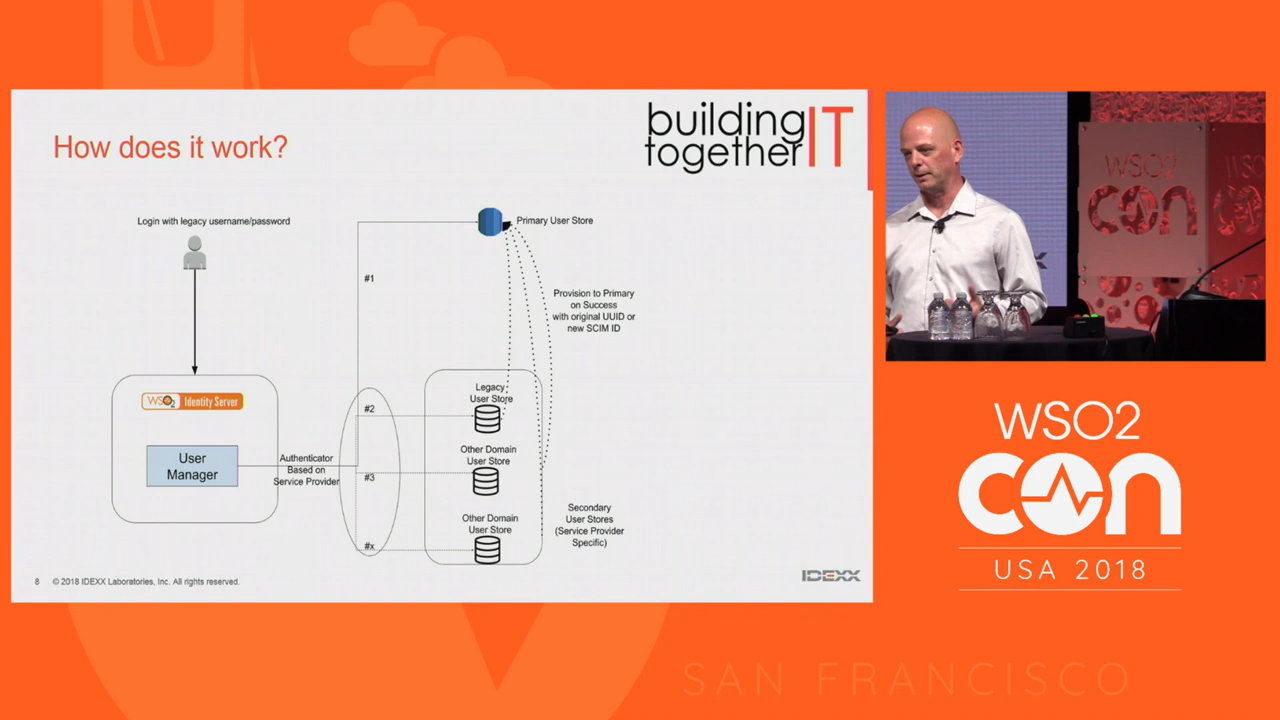 How does it work?
building
together IT
Login with legacy username/password
Primary User Store
#1
Provision to Primary
on Success
with original UUID or
new SCIM ID
WSO2 Identity Server
User
Manager
Authenticator
Based on
Service Provider
#2
#3
#x
Legacy
User Store
Other Domain
User Store
Other Domain
User Store
Secondary
User Stores
(Service Provider
Specific)
8 © 2018 IDEXX Laboratories, Inc. All rights reserved.
IDEXX
WSO2
con
WSO2
CON
USA 2018
SAN FRANCISCO